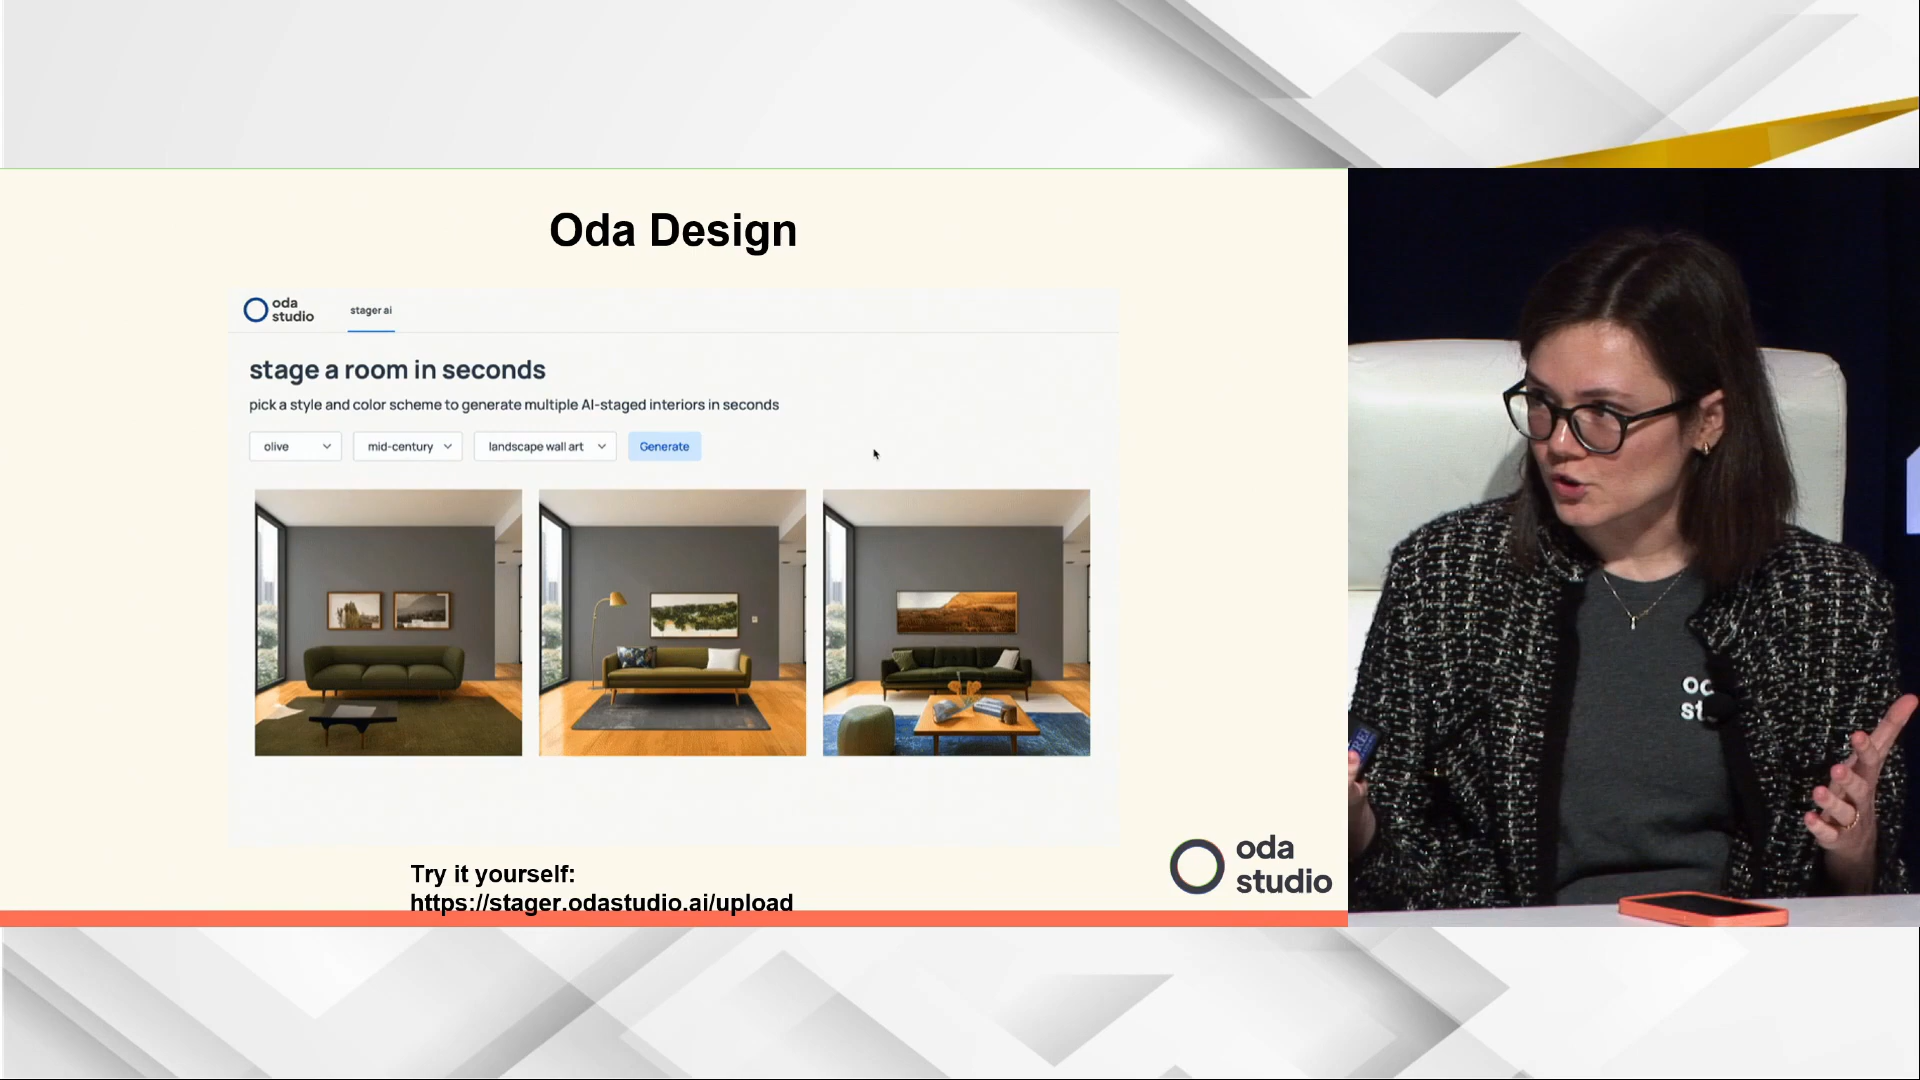 Oda Design
oda
studio
stager ai
stage a room in seconds
pick a style and color scheme to generate multiple AI-staged interiors in seconds
olive
mid-century
landscape wall art
Generate
Try it yourself:
https://stager.odastudio.ai/upload
oda
studio